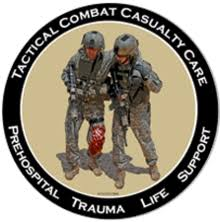 TACTICAL COMBAT CASUALTY CARE
PREHOSPITAL TRAUMA LIFE SUPPORT